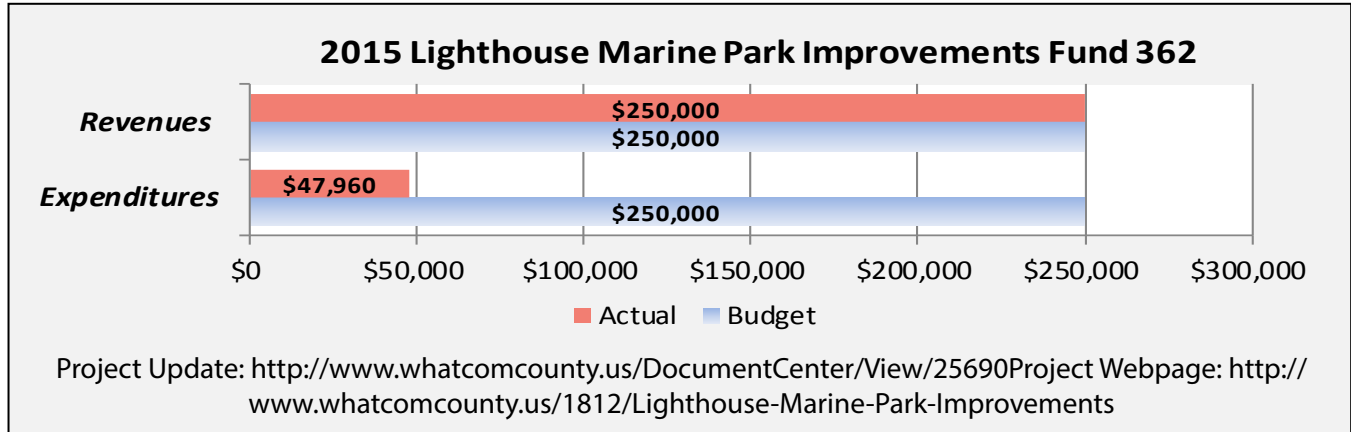 2015 Lighthouse Marine Park Improvements Fund 362
Revenues
$250,000
$250,000
Expenditures
$47,960
$250,000
$0 $50,000 $100,000 $150,000 $200,000 $250,000 $300,000
Actual Budget
Project Update: http://www.whatcomcounty.us/DocumentCenter/View/25690Project Webpage: http://
www.whatcomcounty.us/1812/Lighthouse-Marine-Park-Improvements